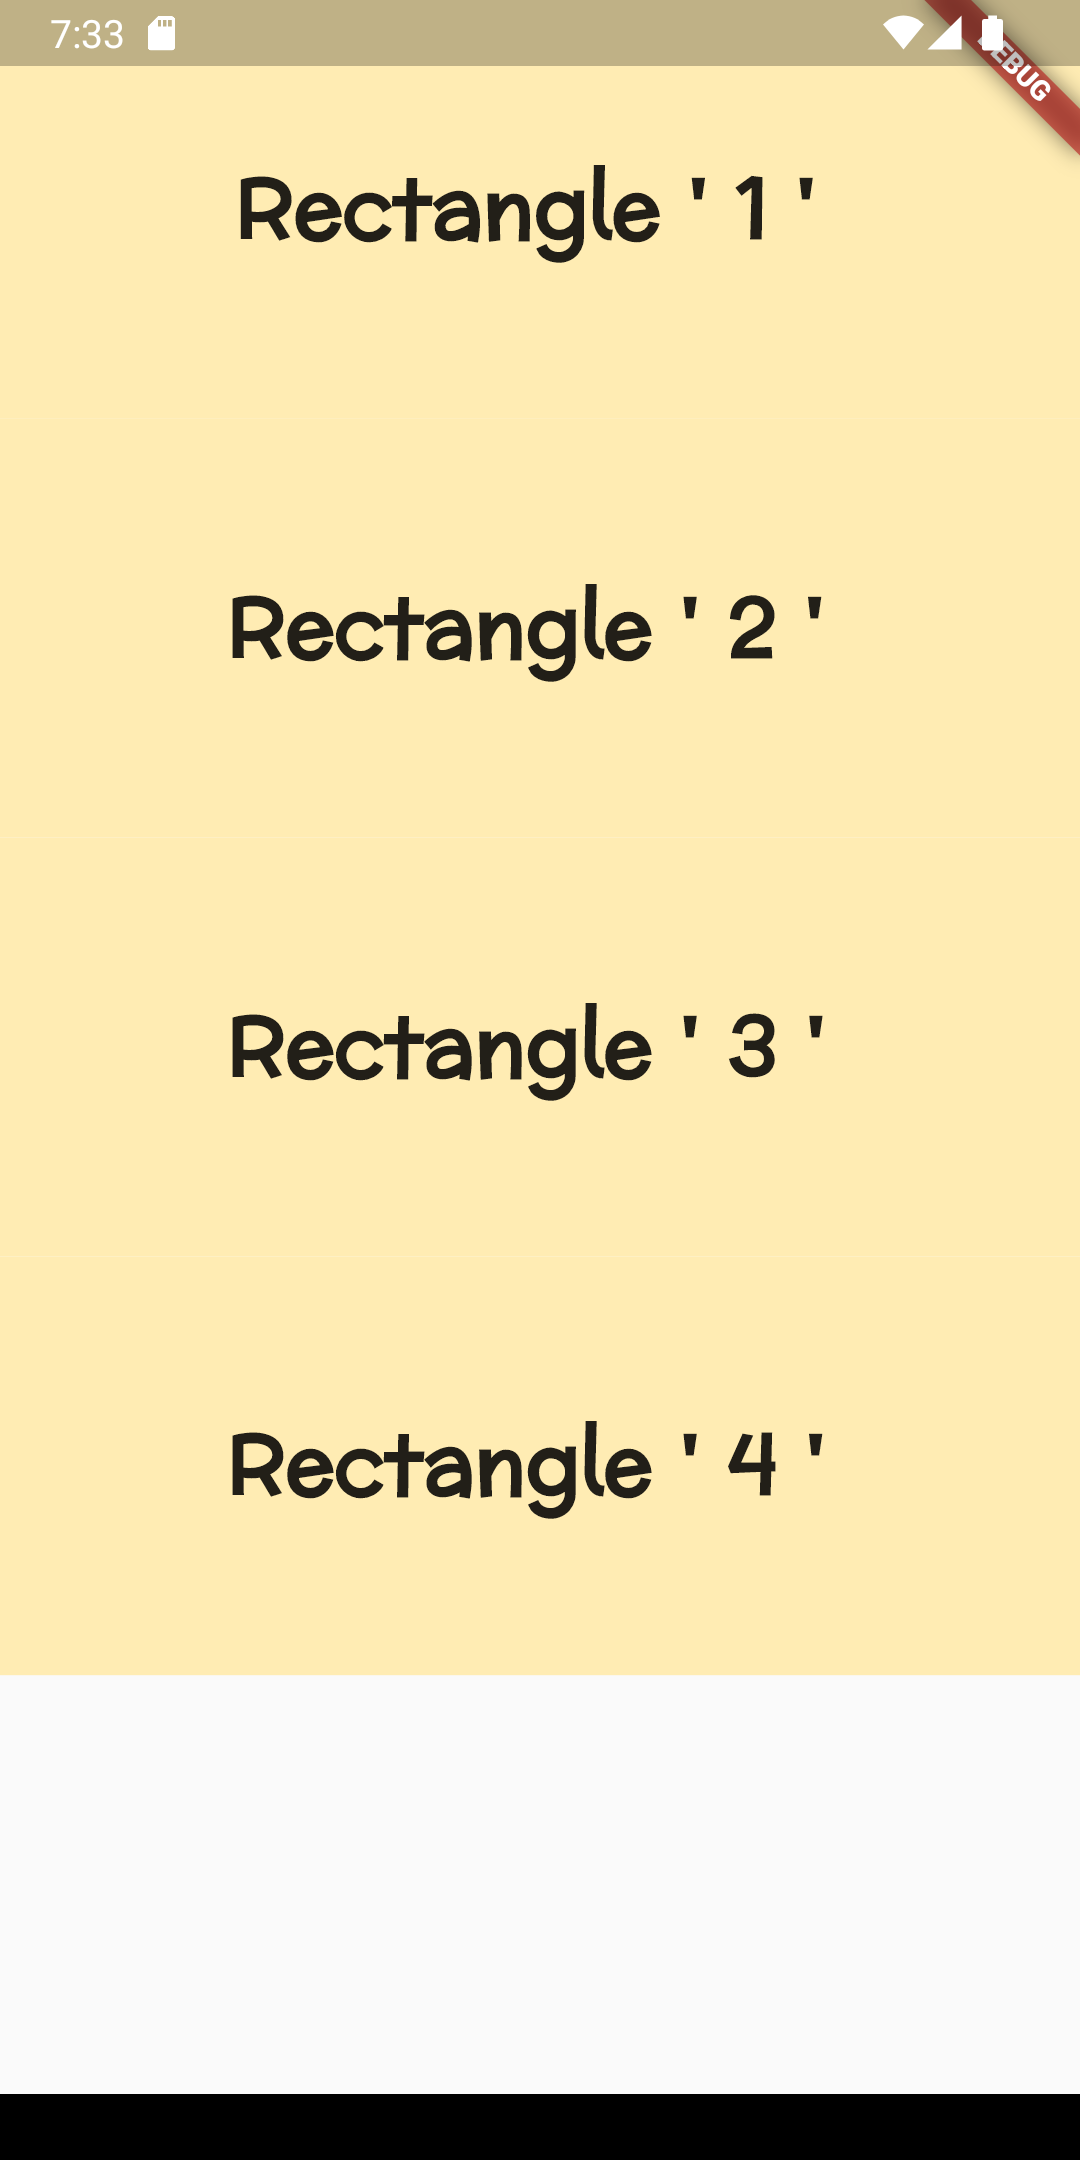 7:33
DEBUG
Rectangle ' 1 '
Rectangle ' 2 '
Rectangle ' 3 '
Rectangle ' 4 '